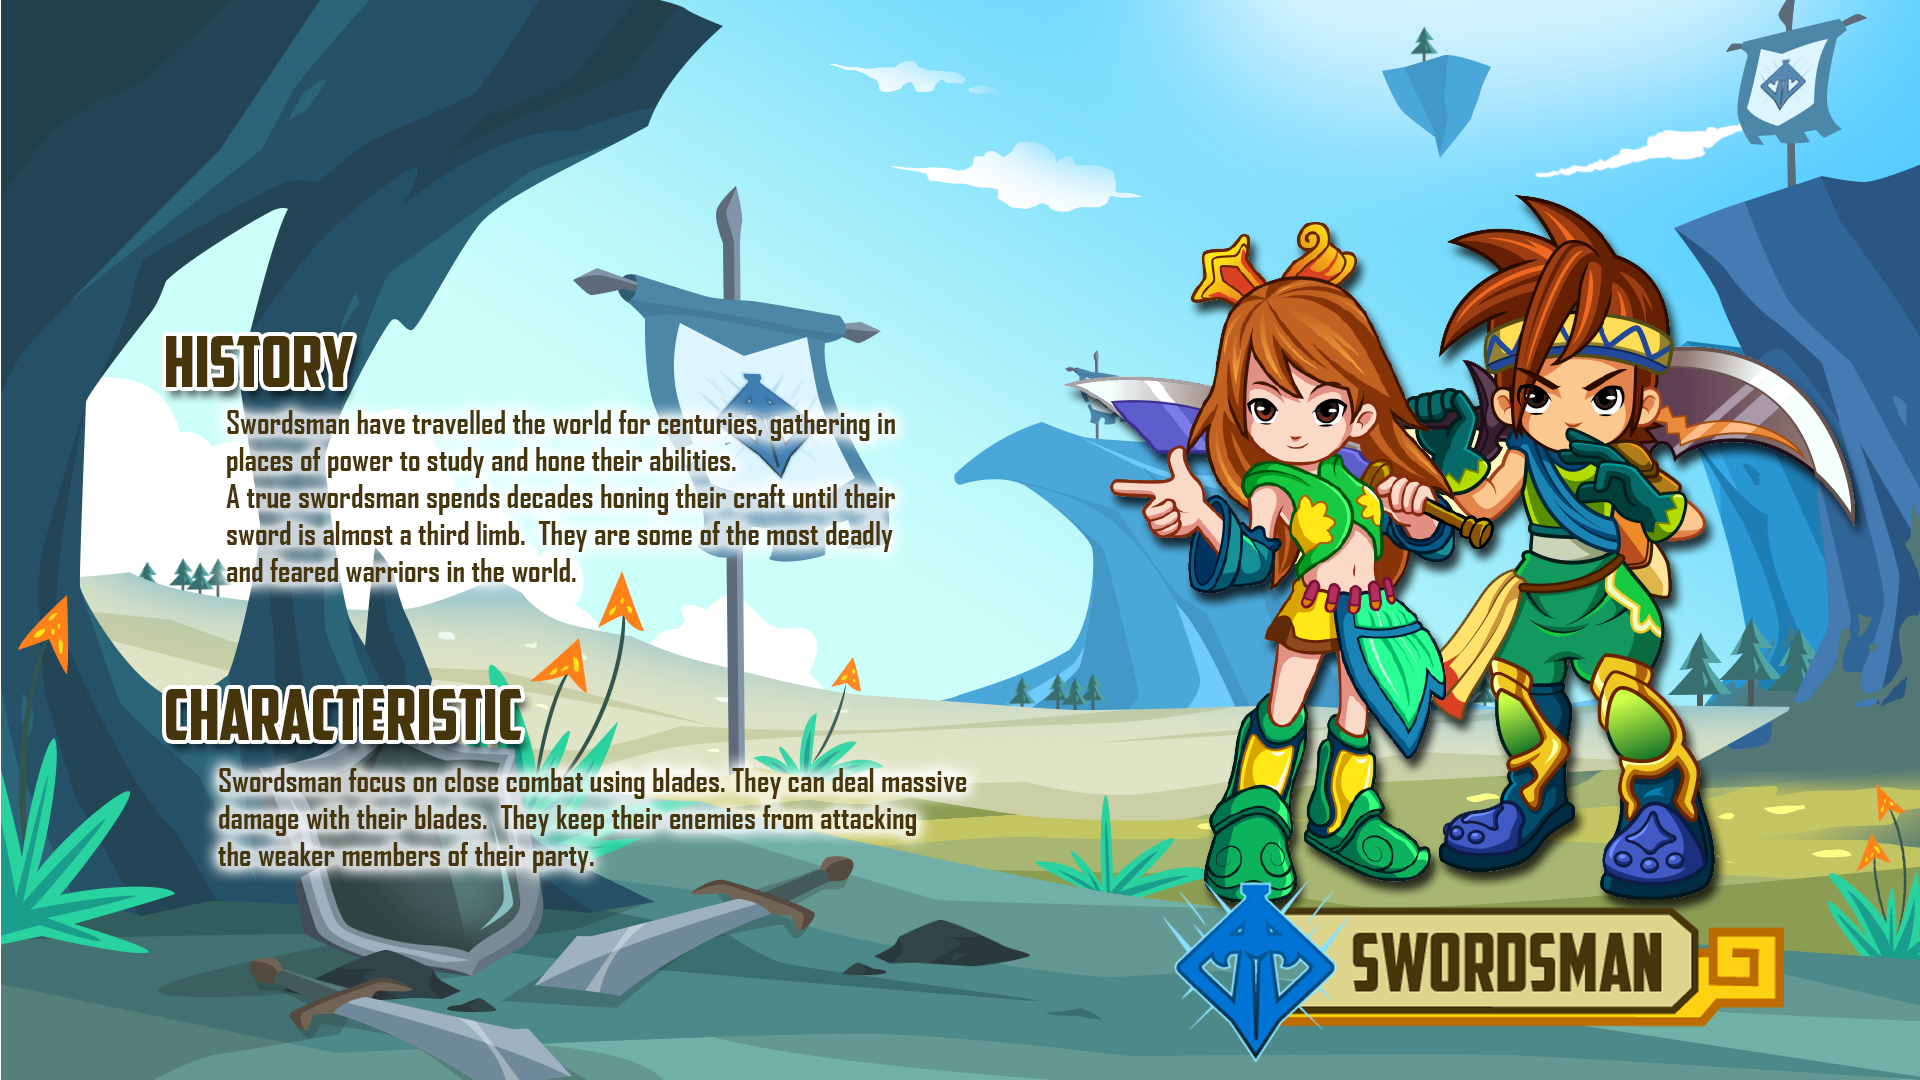 HISTORY
Swordsman have travelled the world for centuries, gathering in
places of power to study and hone their abilities.
A true swordsman spends decades honing their craft until their
sword is almost a third limb.  They are some of the most deadly
and feared warriors in the world.
CHARACTERISTIC
Swordsman focus on close combat using blades. They can deal massive
damage with their blades.  They keep their enemies from attacking
the weaker members of their party.
SWORDSMAN